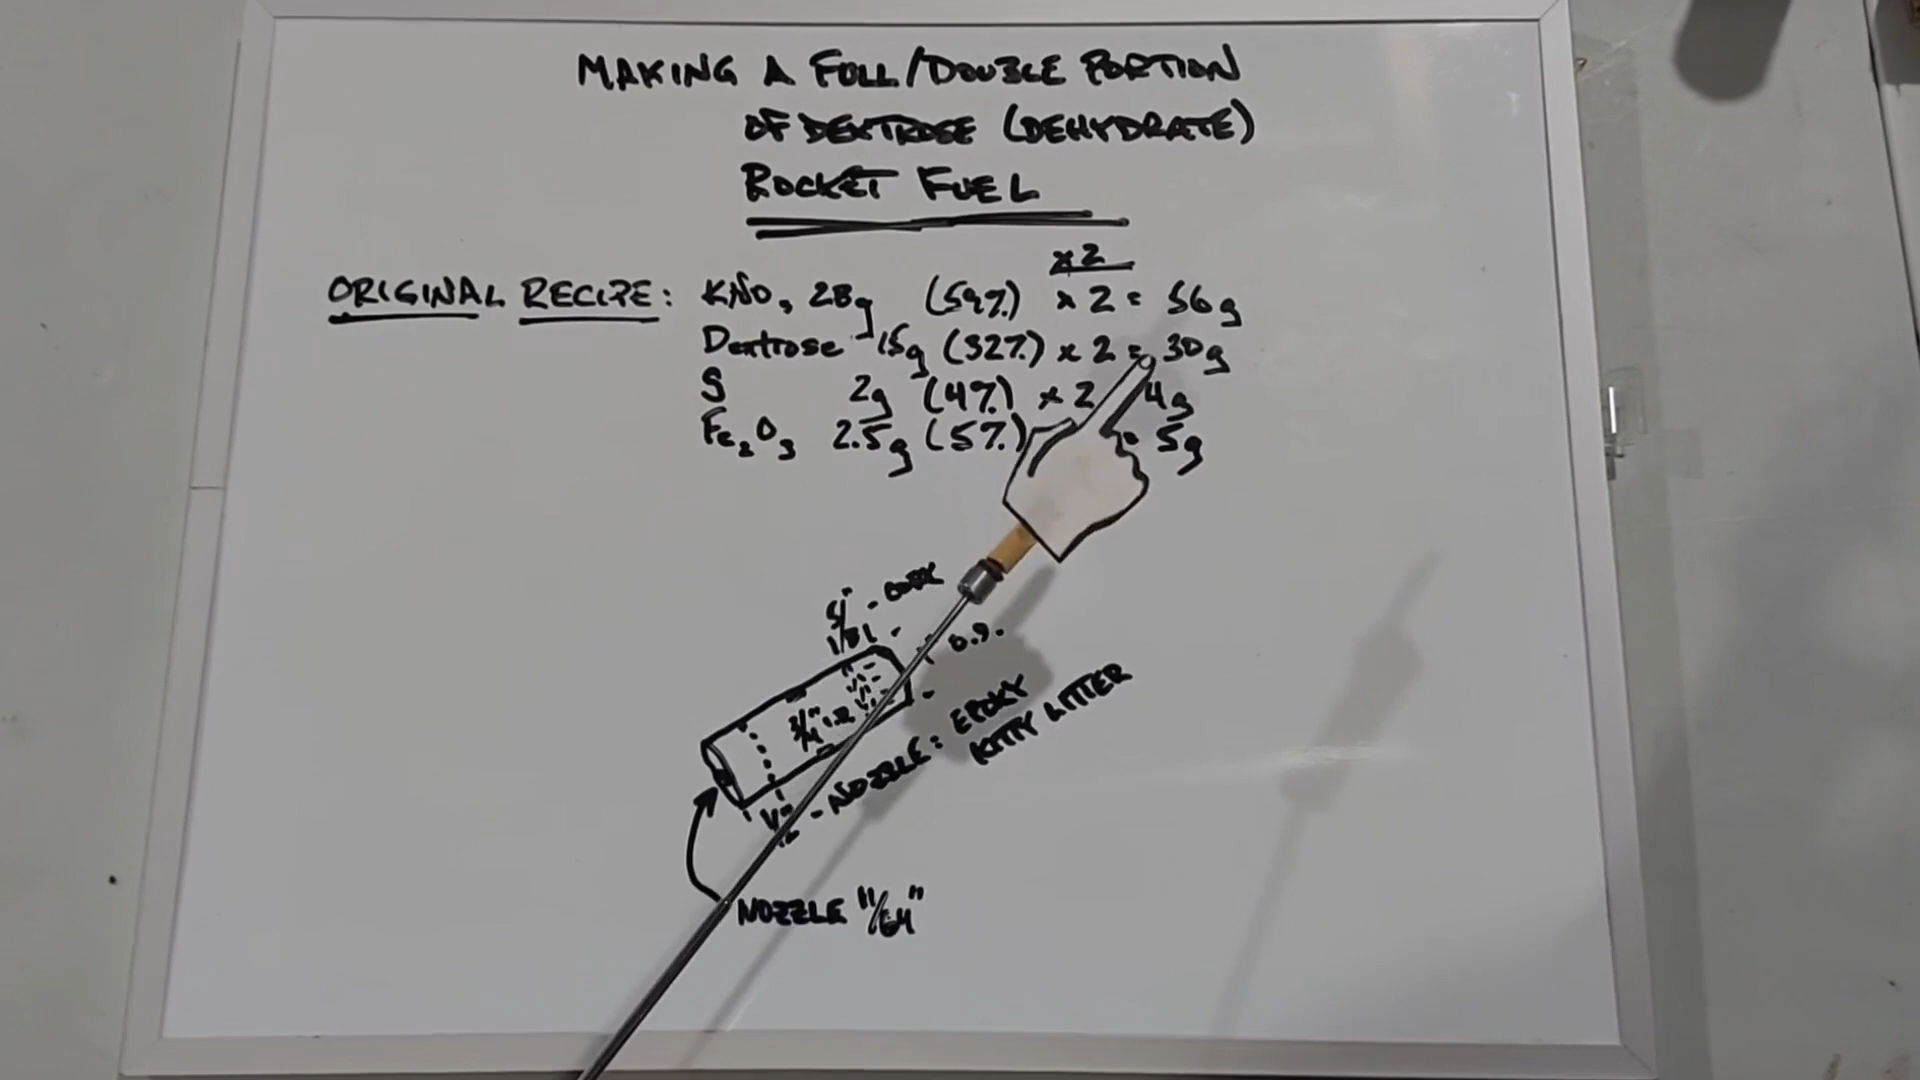 MAKING A FULL/DOUBLE PORTION
OF DEXTROSE (DEHYDRATE)
ROCKET FUEL
x2
ORIGINAL RECIPE: KNO3 28g (59%) x 2 = 56g
Dextrose 15g (32%) x 2 = 30g
S 2g (4%) x 2 4g
Fe2O3 2.5g (5%) = 5g
O.D.
3/4" I.D.
1/2" - NOZZLE: EPOXY
KITTY LITTER
NOZZLE 11/64"